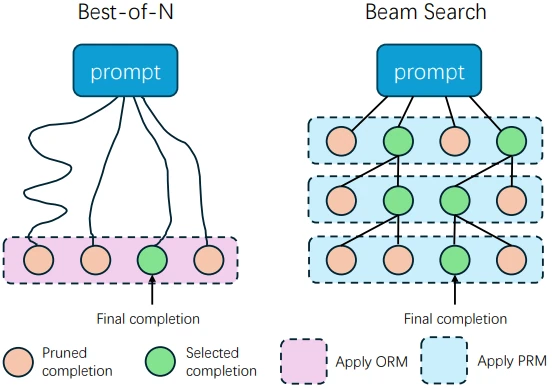 Best-of-N
Beam Search
prompt
prompt
Final completion
Final completion
Pruned
completion
Selected
completion
Apply ORM
Apply PRM